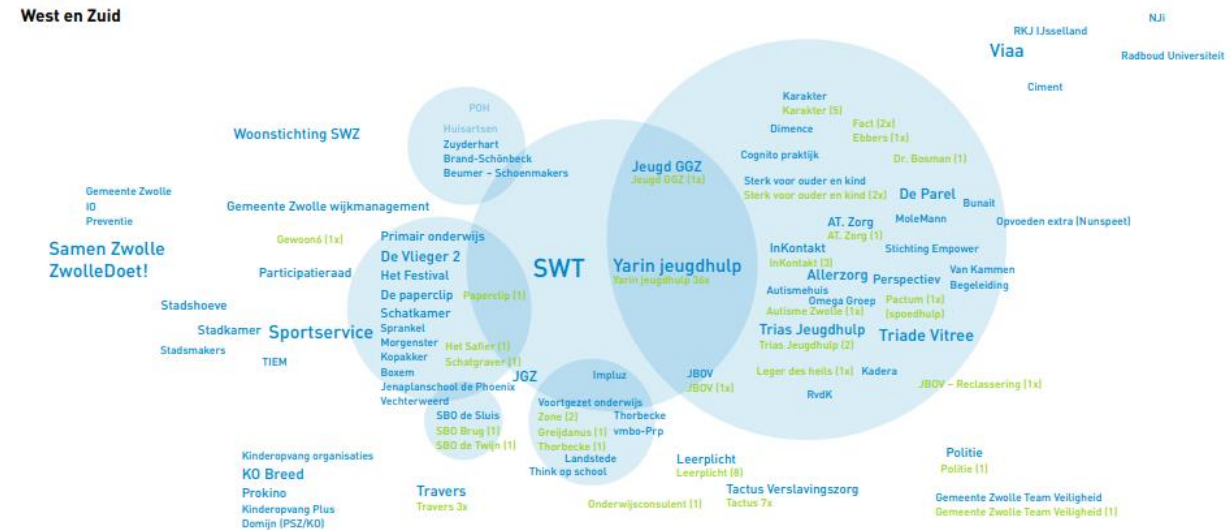 West en Zuid
NJi
RKJ IJsselland
Viaa
Radboud Universiteit
Ciment
POH
Huisartsen
Zuyderhart
Brand-Schönbeck
Beumer – Schoenmakers
Woonstichting SWZ
Gemeente Zwolle
IO
Preventie
Gemeente Zwolle wijkmanagement
Gewoon6 (1x)
Samen Zwolle
ZwolleDoet!
Participatieraad
Stadshoeve
Stadkamer
Sportservice
Stadsmakers
TIEM
Primair onderwijs
De Vlieger 2
Het Festival
De paperclip
Paperclip (1)
Schatkamer
Sprankel
Morgenster
Het Safier (1)
Kopakker
Schatgraver (1)
Boxem
Jenaplanschool de Phoenix
Vechterweerd
JGZ
SWT
Jeugd GGZ
Jeugd GGZ (1x)
Yarin jeugdhulp
Yarin jeugdhulp 36x
Karakter
Karakter (5)
Fact (2x)
Ebbers (1x)
Dimence
Cognito praktijk
Dr. Bosman (1)
Sterk voor ouder en kind
Sterk voor ouder en kind (2x)
De Parel
Bunait
AT. Zorg
AT. Zorg (1)
MoleMann
Opvoeden extra (Nunspeet)
InKontakt
InKontakt (3)
Stichting Empower
Allerzorg
Perspectiev
Van Kammen
Begeleiding
Autismehuis
Omega Groep
Autisme Zwolle (1x)
Pactum (1x)
(spoedhulp)
Trias Jeugdhulp
Trias Jeugdhulp (2)
Triade Vitree
Leger des heils (1x)
Kadera
JBOV – Reclassering (1x)
RvdK
JBOV
JBOV (1x)
Impluz
Voortgezet onderwijs
Zone (2)
Thorbecke
Greijdanus (1)
vmbo-Prp
Thorbecke (1)
Landstede
Think op school
SBO de Sluis
SBO Brug (1)
SBO de Twijn (1)
Kinderopvang organisaties
KO Breed
Prokino
Kinderopvang Plus
Domijn (PSZ/KO)
Travers
Travers 3x
Leerplicht
Leerplicht (8)
Onderwijsconsulent (1)
Tactus Verslavingszorg
Tactus 7x
Politie
Politie (1)
Gemeente Zwolle Team Veiligheid
Gemeente Zwolle Team Veiligheid (1)